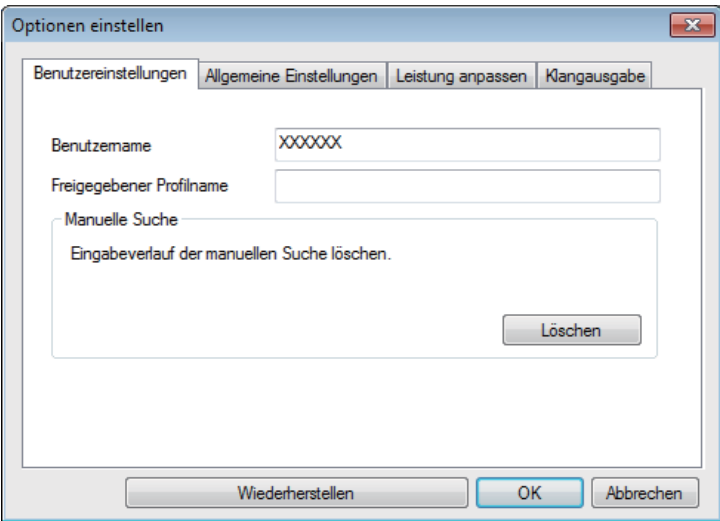 Optionen einstellen
Benutzereinstellungen Allgemeine Einstellungen Leistung anpassen Klangausgabe
Benutzername XXXXXX
Freigegebener Profilname
Manuelle Suche
Eingabeverlauf der manuellen Suche löschen.
Löschen
Wiederherstellen OK Abbrechen